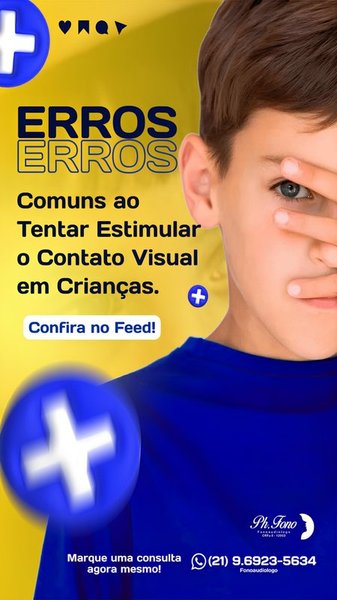 ERROS
ERROS
Comuns ao
Tentar Estimular
o Contato Visual
em Crianças.
Confira no Feed!
Ph.Fono
Fonoaudiologo
Marque uma consulta
agora mesmo!
(21) 9.6923-5634
Fonoaudiologo